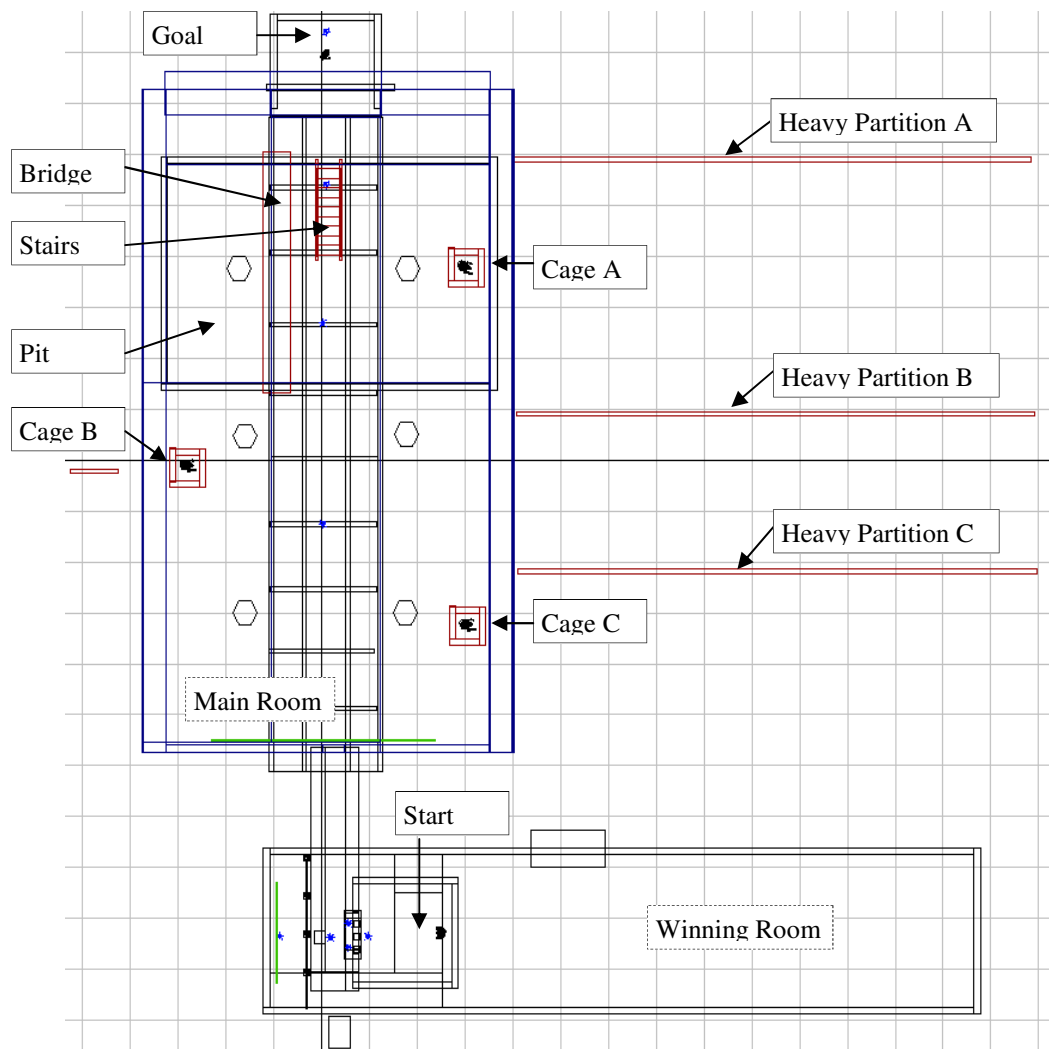 Goal
Heavy Partition A
Bridge
Stairs
Cage A
Pit
Heavy Partition B
Cage B
Heavy Partition C
Cage C
Main Room
Start
Winning Room